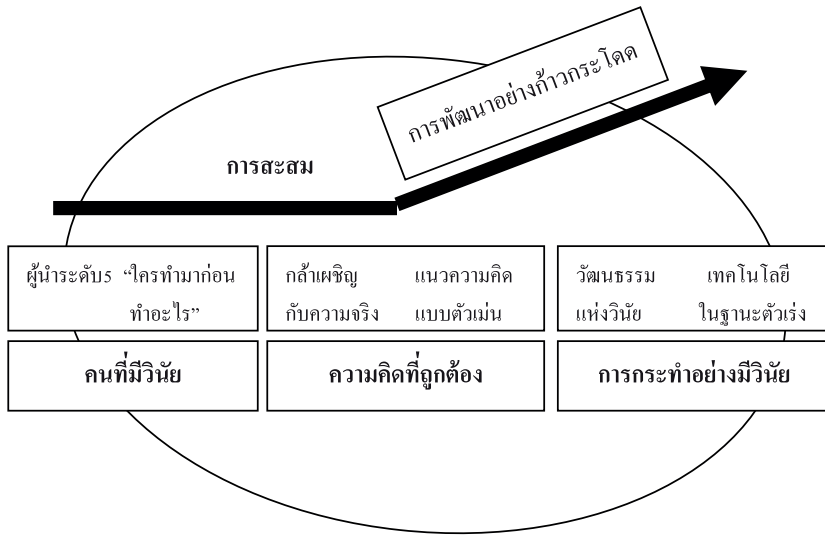 การพัฒนาอย่างก้าวกระโดด
การสะสม
ผู้นำระดับ5 “ใครทำมาก่อน
ทำอะไร”
กล้าเผชิญ แนวความคิด
กับความจริง แบบตัวเม่น
วัฒนธรรม เทคโนโลยี
แห่งวินัย ในฐานะตัวเร่ง
คนที่มีวินัย
ความคิดที่ถูกต้อง
การกระทำอย่างมีวินัย